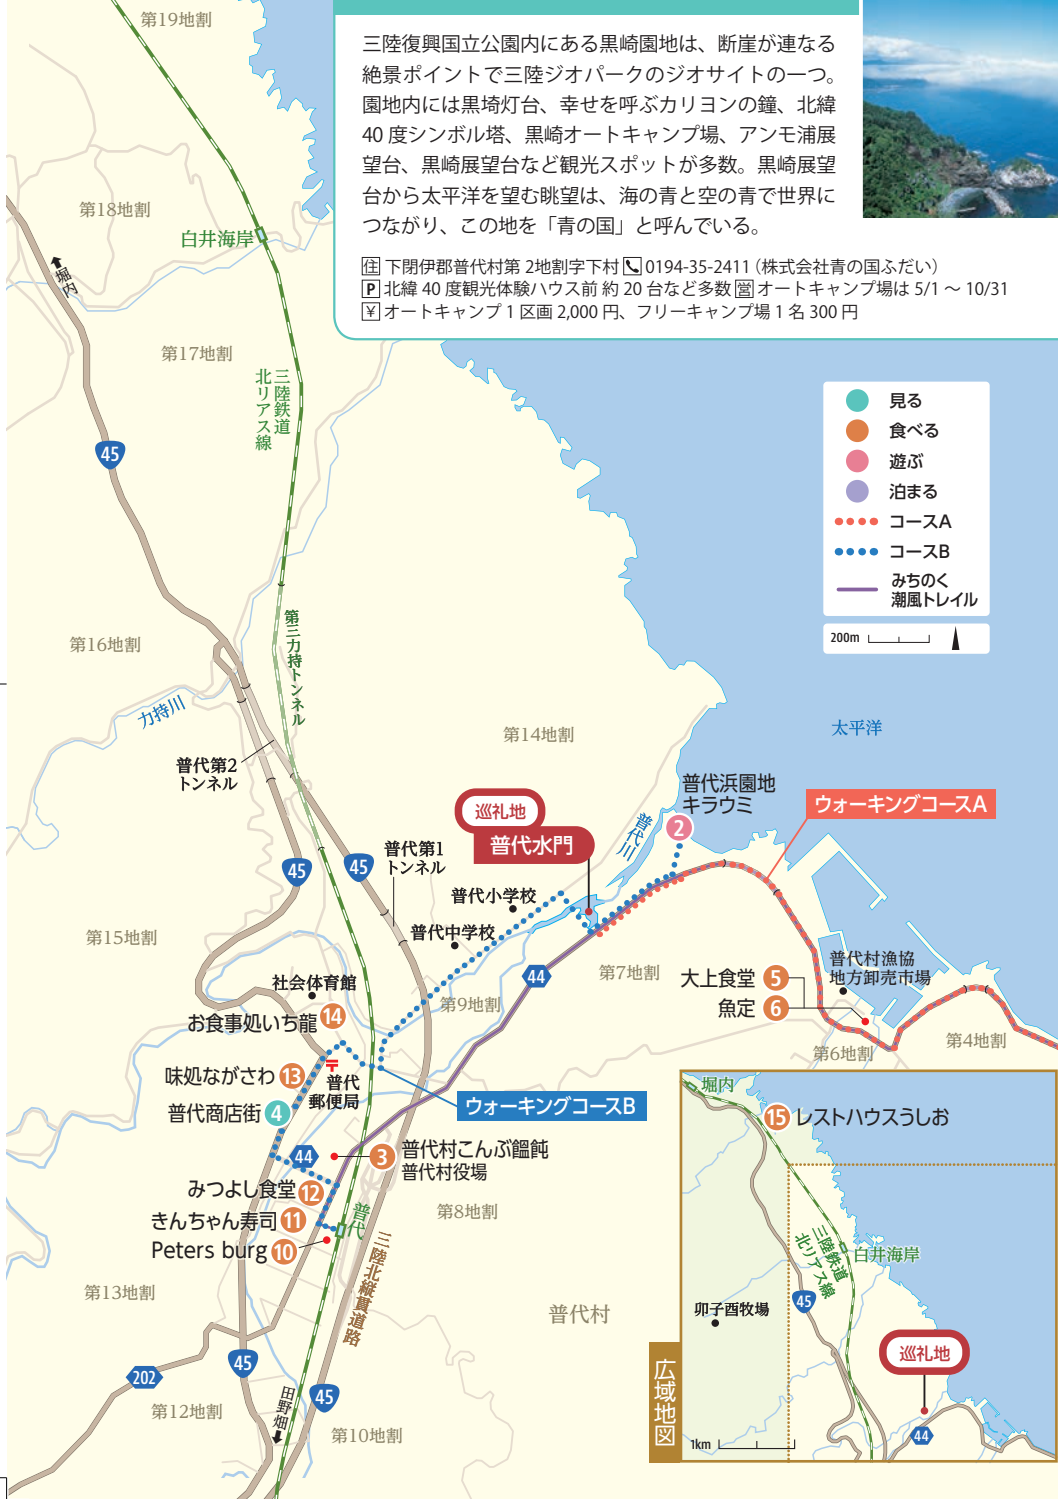 三陸復興国立公園内にある黒崎園地は、断崖が連なる
絶景ポイントで三陸ジオパークのジオサイトの一つ。
園地内には黒埼灯台、幸せを呼ぶカリヨンの鐘、北緯
40 度シンボル塔、黒崎オートキャンプ場、アンモ浦展
望台、黒崎展望台など観光スポットが多数。黒崎展望
台から太平洋を望む眺望は、海の青と空の青で世界に
つながり、この地を「青の国」と呼んでいる。
住 下閉伊郡普代村第 2地割字下村 0194-35-2411（株式会社青の国ふだい）
P 北緯 40 度観光体験ハウス前 約 20 台など多数 営 オートキャンプ場は 5/1 ～ 10/31
¥ オートキャンプ 1 区画 2,000 円、フリーキャンプ場 1 名 300 円
見る
食べる
遊ぶ
泊まる
コースA
コースB
みちのく
潮風トレイル
200m
第19地割
第18地割
白井海岸
堀内
第17地割
三陸鉄道
北リアス線
45
第三力持トンネル
第16地割
力持川
普代第2
トンネル
第14地割
太平洋
普代浜園地
キラウミ
2
ウォーキングコースA
巡礼地
普代水門
普代川
普代第1
トンネル
45
45
普代小学校
普代中学校
第15地割
44
第7地割
普代村漁協
地方卸売市場
大上食堂 5
魚定 6
社会体育館
第9地割
お食事処いち龍 14
第6地割
第4地割
味処ながさわ 13
普代
郵便局
普代商店街 4
ウォーキングコースB
44
3 普代村こんぶ饂飩
普代村役場
みつよし食堂 12
きんちゃん寿司 11
Peters burg 10
普代
第8地割
三陸北縦貫道路
第13地割
普代村
202
45
45
第12地割
田野畑
第10地割
広域地図
堀内
15 レストハウスうしお
三陸鉄道
北リアス線
白井海岸
45
卯子酉牧場
巡礼地
44
1km